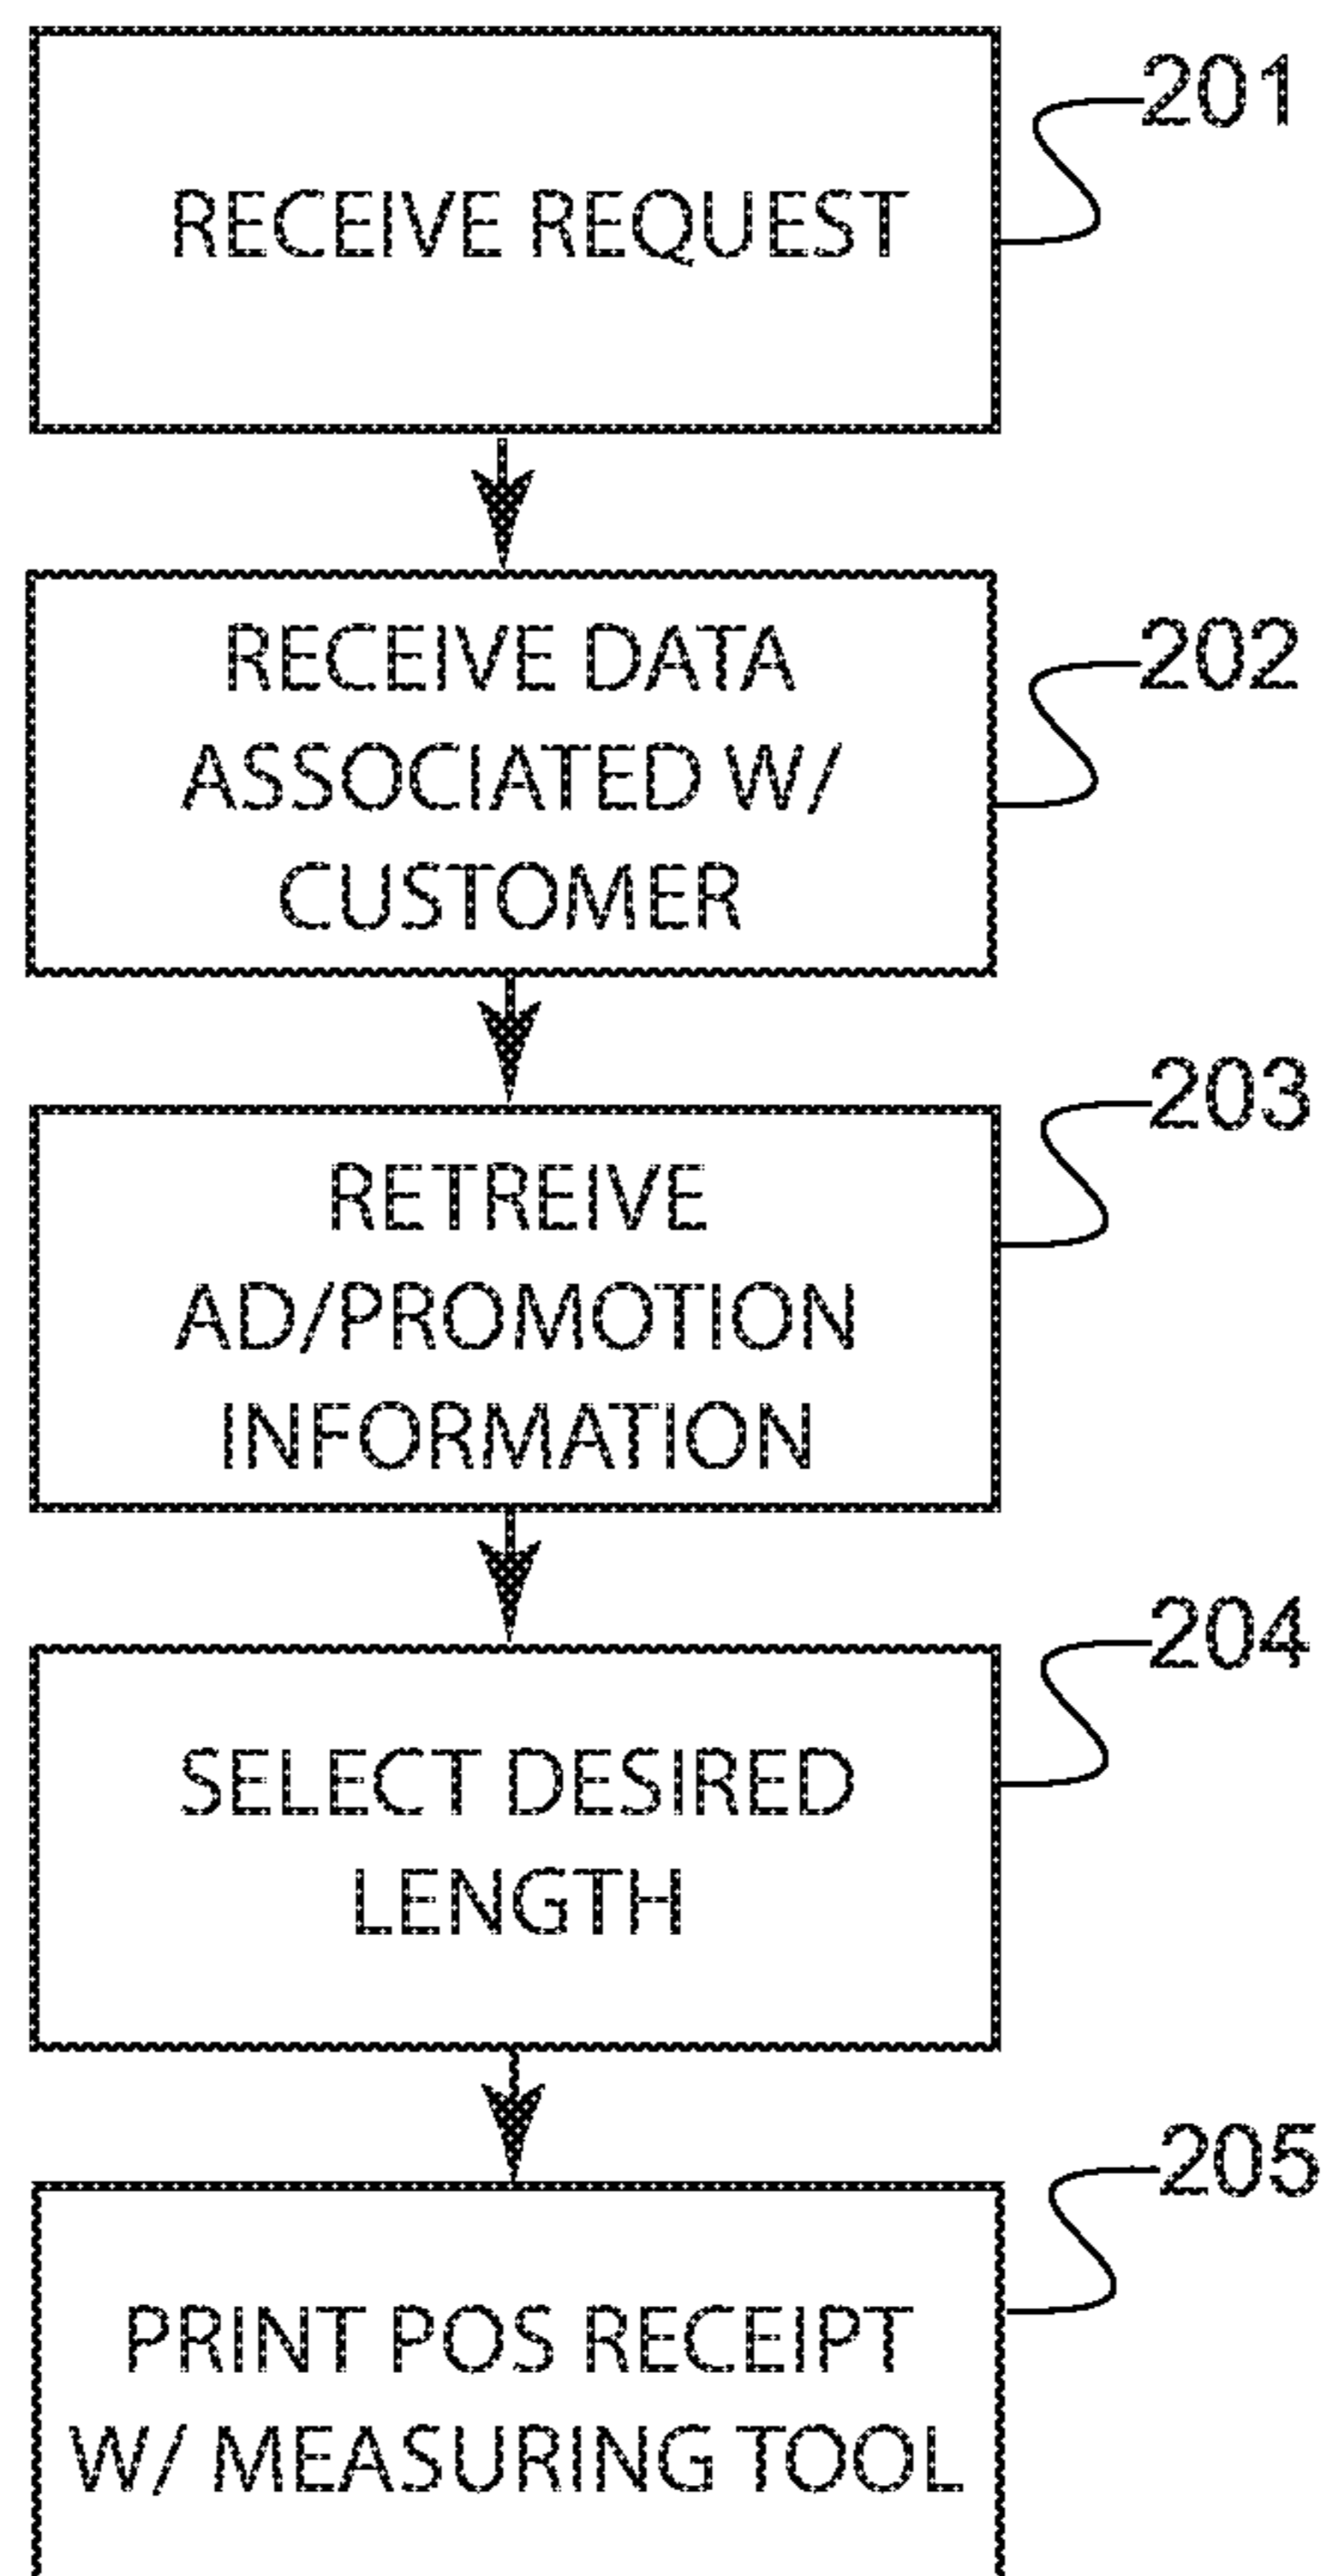 RECEIVE REQUEST
201
RECEIVE DATA
ASSOCIATED W/
CUSTOMER
202
RETREIVE
AD/PROMOTION
INFORMATION
203
SELECT DESIRED
LENGTH
204
PRINT POS RECEIPT
W/ MEASURING TOOL
205